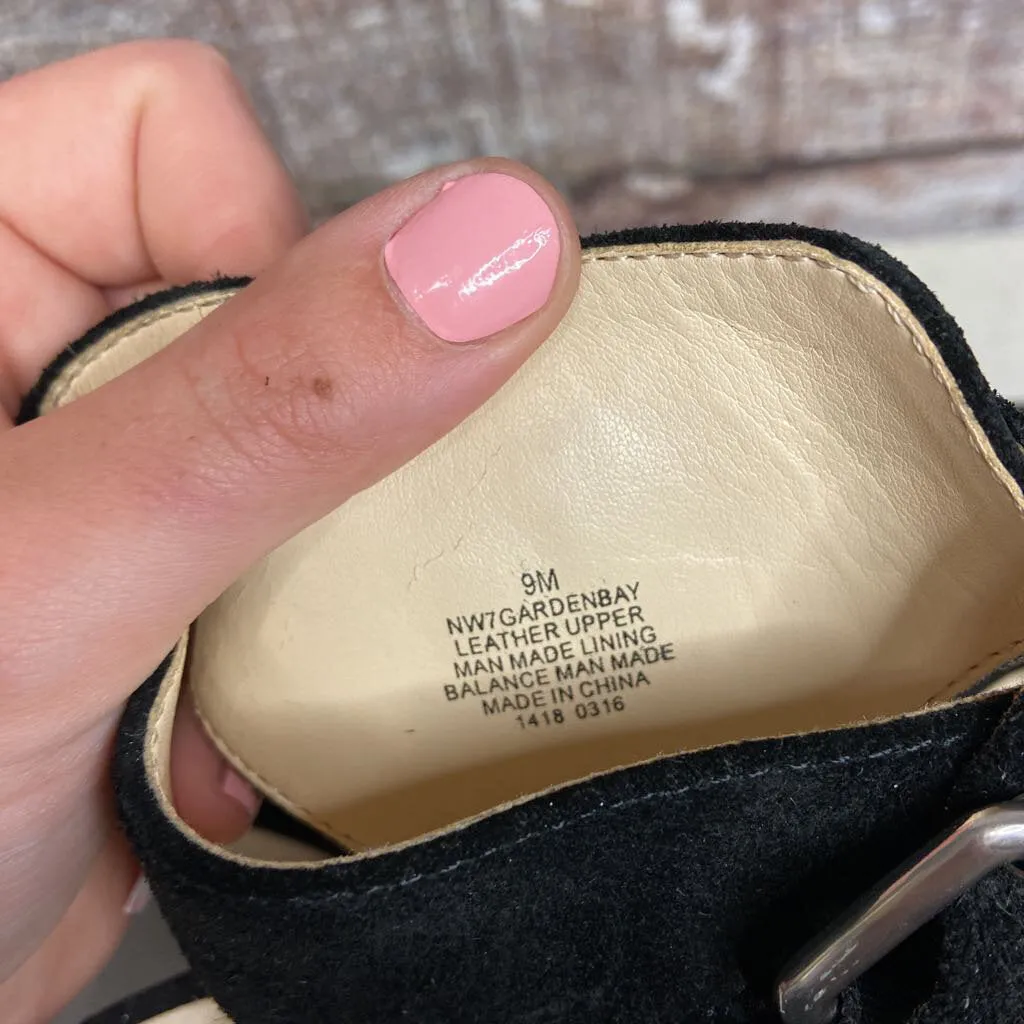 9M
NW7GARDENBAY
LEATHER UPPER
MAN MADE LINING
BALANCE MAN MADE
MADE IN CHINA
1418 0316